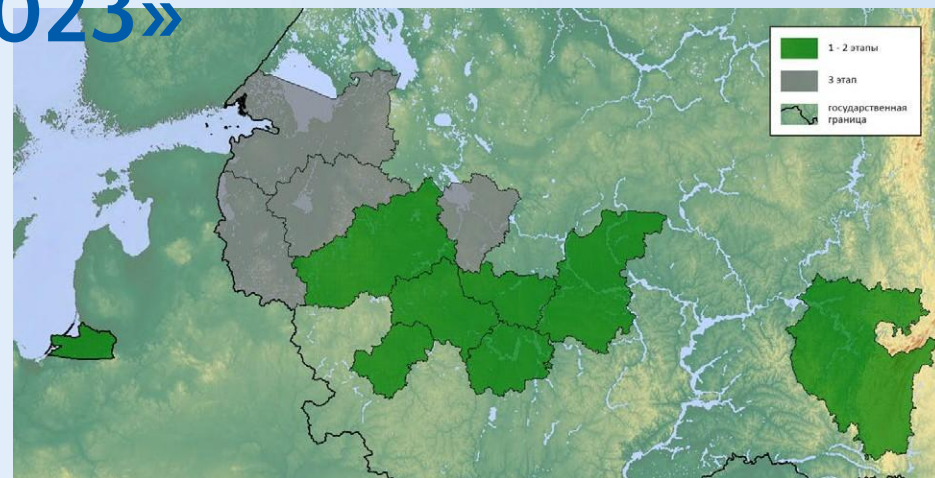 023»
1 - 2 этапы
3 этап
государственная
граница